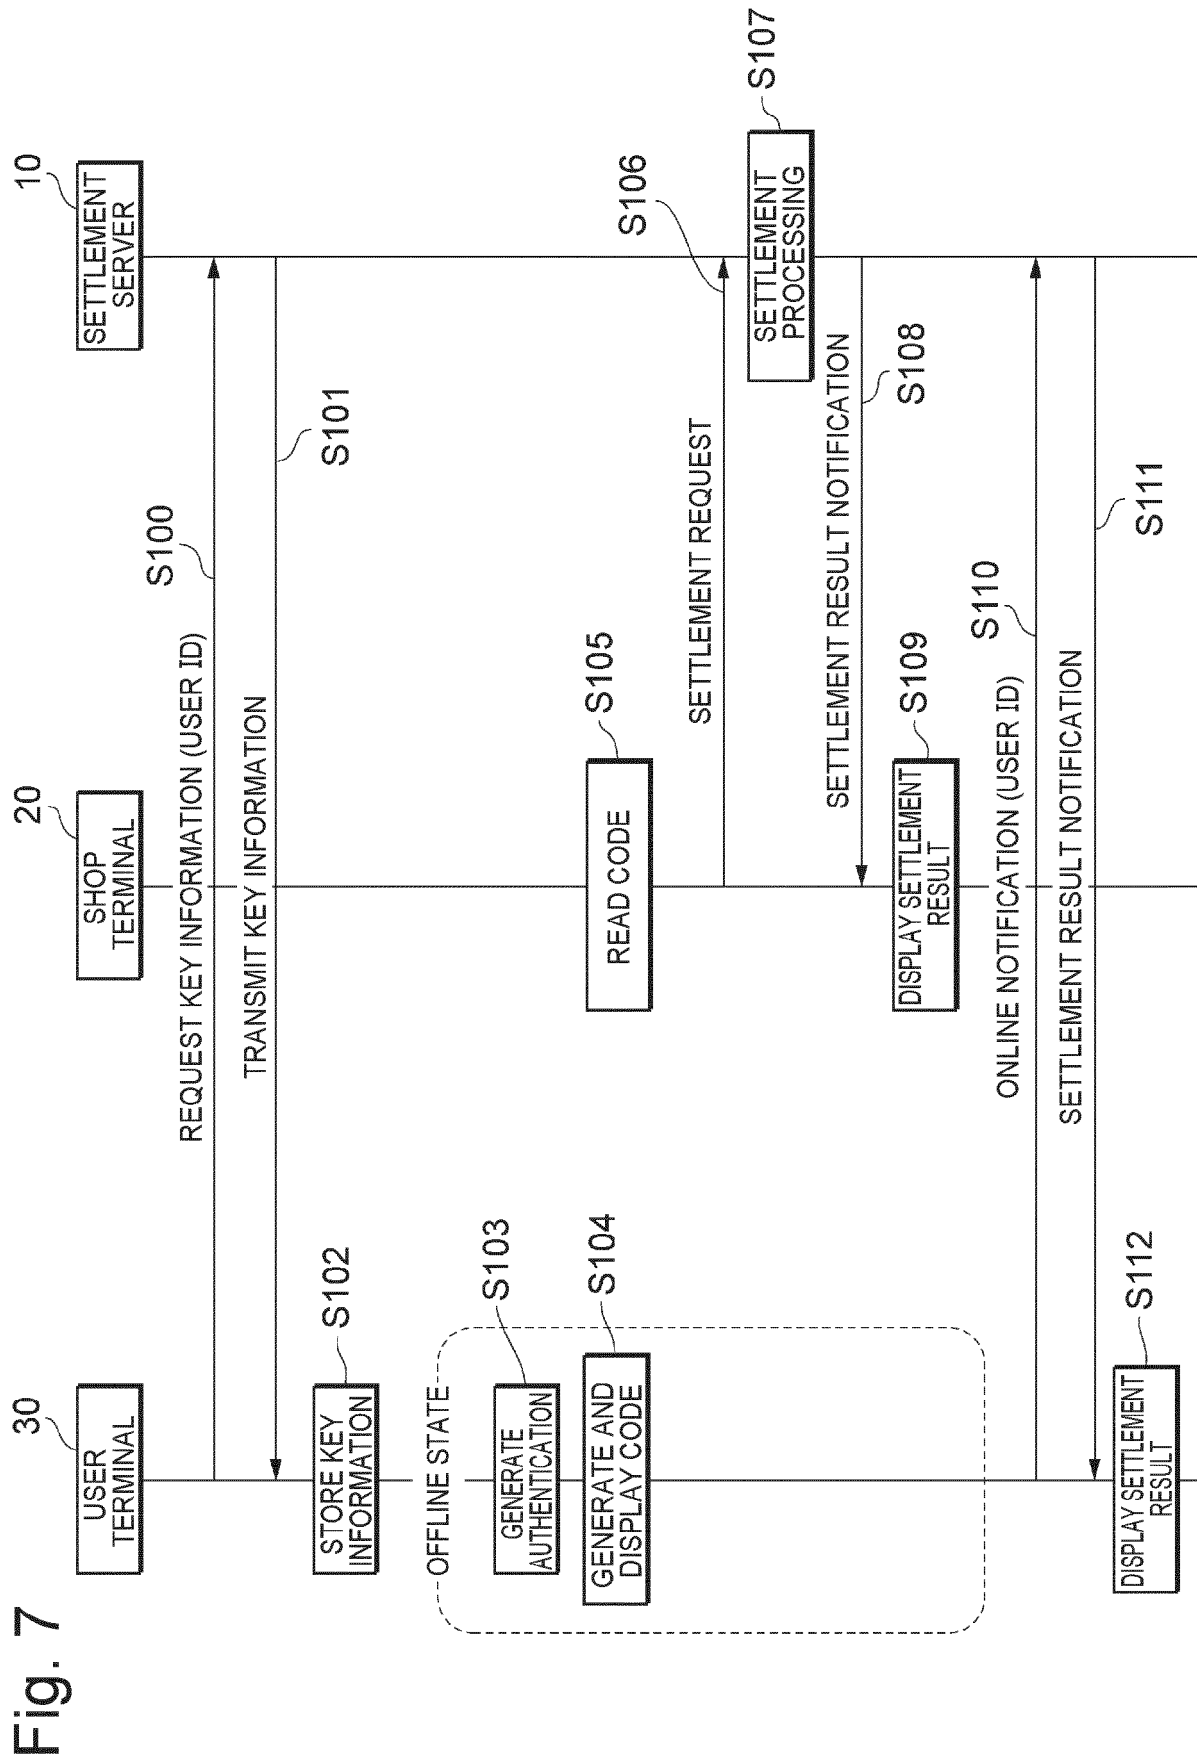 Fig. 7
30
USER
TERMINAL
20
SHOP
TERMINAL
10
SETTLEMENT
SERVER
REQUEST KEY INFORMATION (USER ID)
S100
TRANSMIT KEY INFORMATION
S101
STORE KEY
INFORMATION
S102
OFFLINE STATE
GENERATE
AUTHENTICATION
S103
GENERATE AND
DISPLAY CODE
S104
READ CODE
S105
SETTLEMENT REQUEST
S106
SETTLEMENT
PROCESSING
S107
SETTLEMENT RESULT NOTIFICATION
S108
DISPLAY SETTLEMENT
RESULT
S109
ONLINE NOTIFICATION (USER ID)
S110
SETTLEMENT RESULT NOTIFICATION
S111
DISPLAY SETTLEMENT
RESULT
S112